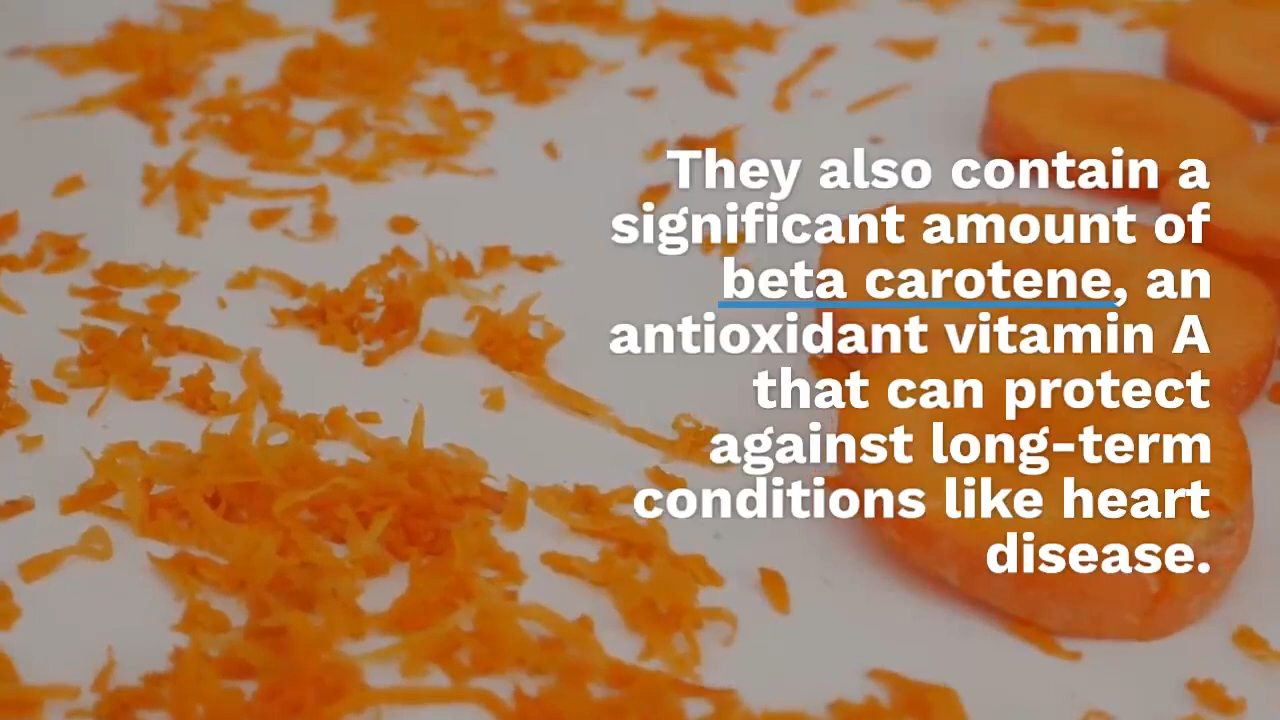 They also contain a
significant amount of
beta carotene, an
antioxidant vitamin A
that can protect
against long-term
conditions like heart
disease.